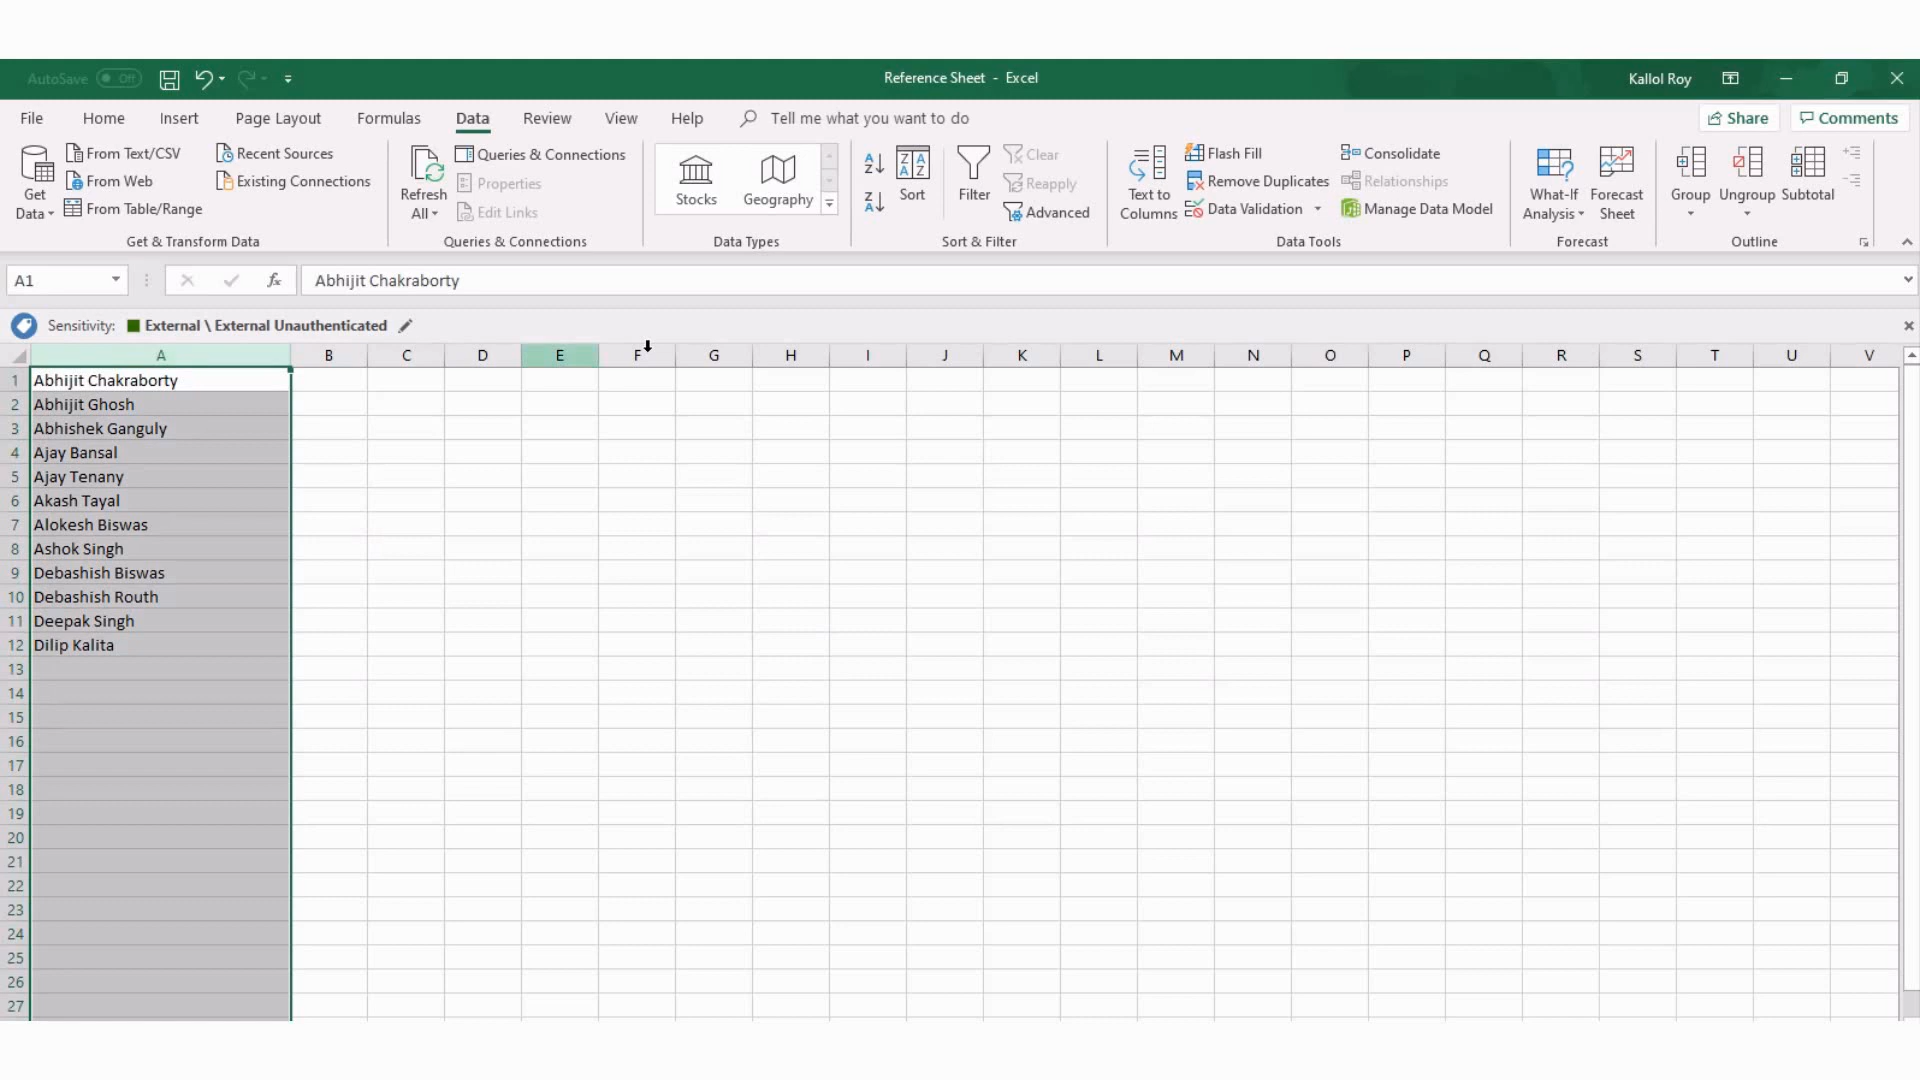 AutoSave Off Reference Sheet - Excel Kallol Roy
File Home Insert Page Layout Formulas Data Review View Help Tell me what you want to do Share Comments
Get Data From Text/CSV From Web From Table/Range Recent Sources Existing Connections
Get & Transform Data
Refresh All Queries & Connections Properties Edit Links
Queries & Connections
Stocks Geography
Data Types
Sort Filter Clear Reapply Advanced
Sort & Filter
Text to Columns Flash Fill Remove Duplicates Data Validation Consolidate Relationships Manage Data Model
Data Tools
What-If Analysis Forecast Sheet
Forecast
Group Ungroup Subtotal
Outline
A1 fx Abhijit Chakraborty
Sensitivity: External \ External Unauthenticated
A B C D E F G H I J K L M N O P Q R S T U V
1 Abhijit Chakraborty
2 Abhijit Ghosh
3 Abhishek Ganguly
4 Ajay Bansal
5 Ajay Tenany
6 Akash Tayal
7 Alokesh Biswas
8 Ashok Singh
9 Debashish Biswas
10 Debashish Routh
11 Deepak Singh
12 Dilip Kalita
13
14
15
16
17
18
19
20
21
22
23
24
25
26
27